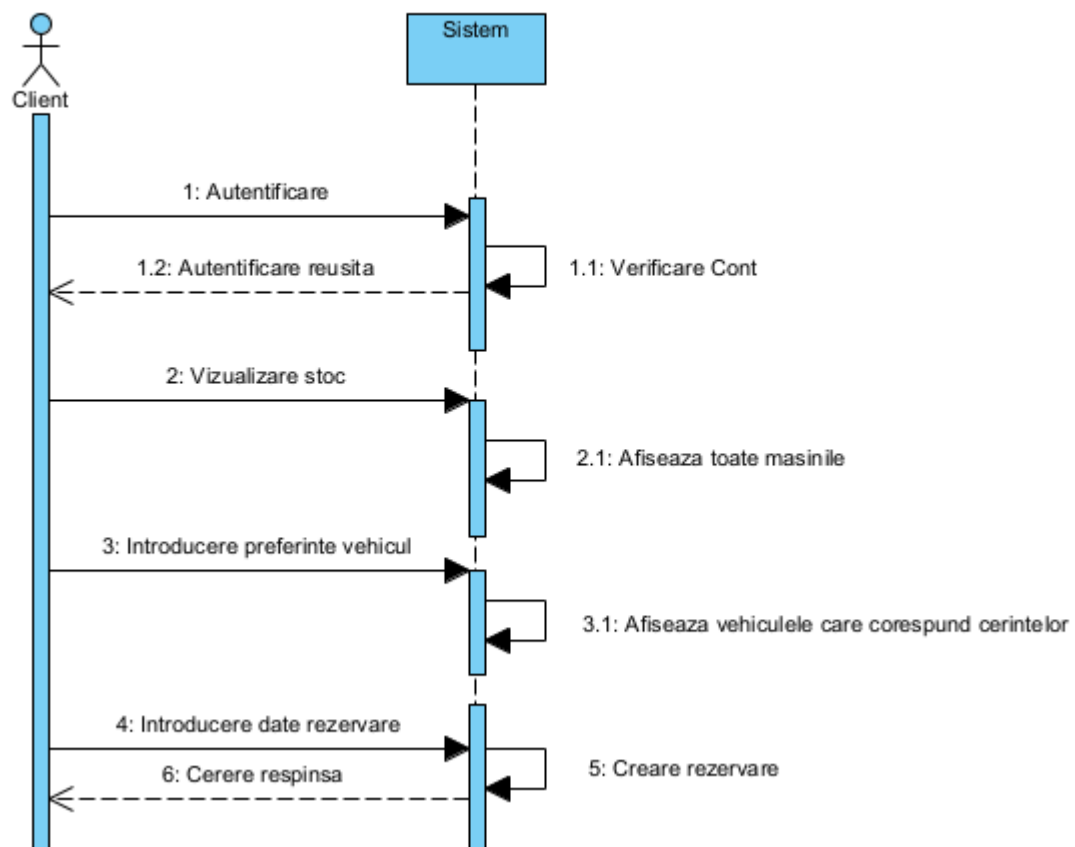 Client
Sistem
1: Autentificare
1.1: Verificare Cont
1.2: Autentificare reusita
2: Vizualizare stoc
2.1: Afiseaza toate masinile
3: Introducere preferinte vehicul
3.1: Afiseaza vehiculele care corespund cerintelor
4: Introducere date rezervare
5: Creare rezervare
6: Cerere respinsa